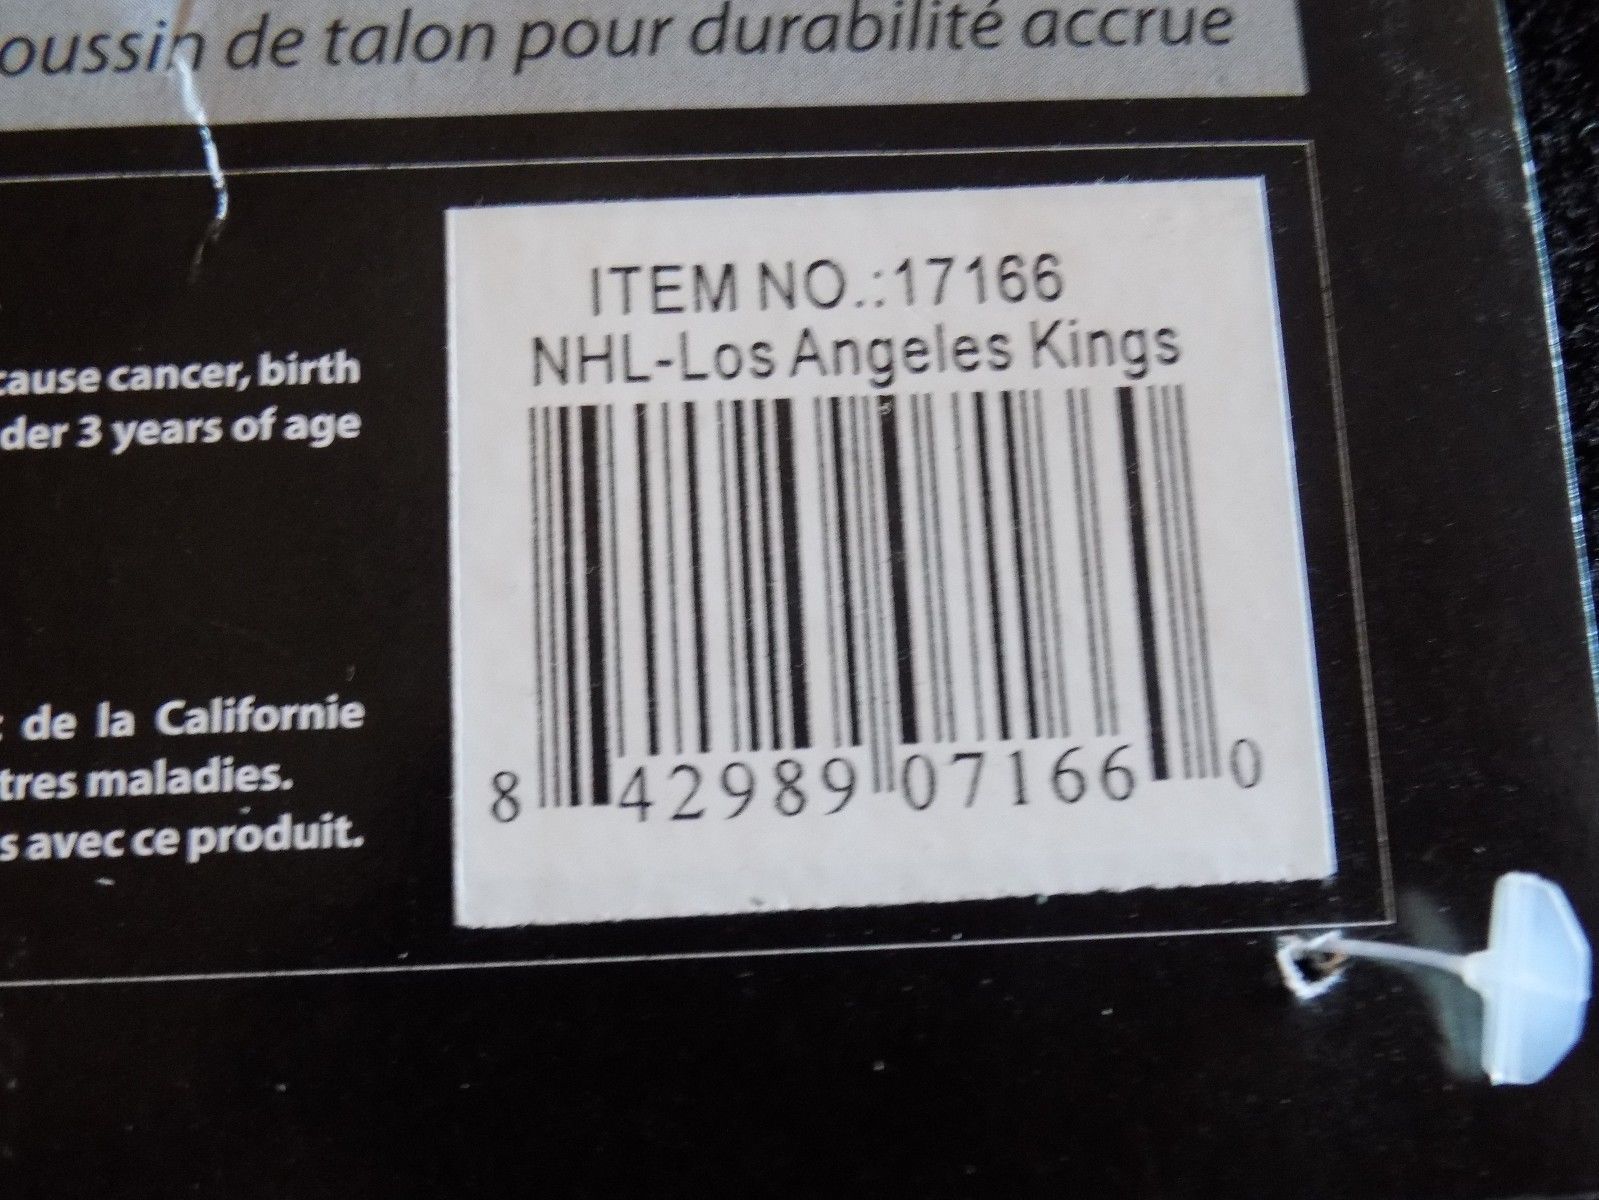 oussin de talon pour durabilité accrue
ITEM NO.:17166
NHL-Los Angeles Kings
cause cancer, birth
der 3 years of age
de la Californie
tres maladies.
s avec ce produit.
8 42989 07166 0